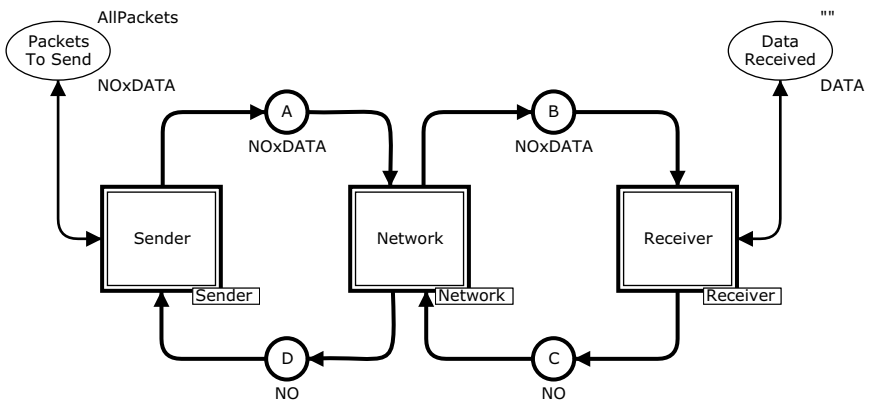 AllPackets
Packets
To Send
NOxDATA
""
Data
Received
DATA
A
NOxDATA
B
NOxDATA
Sender
Sender
Network
Network
Receiver
Receiver
D
NO
C
NO